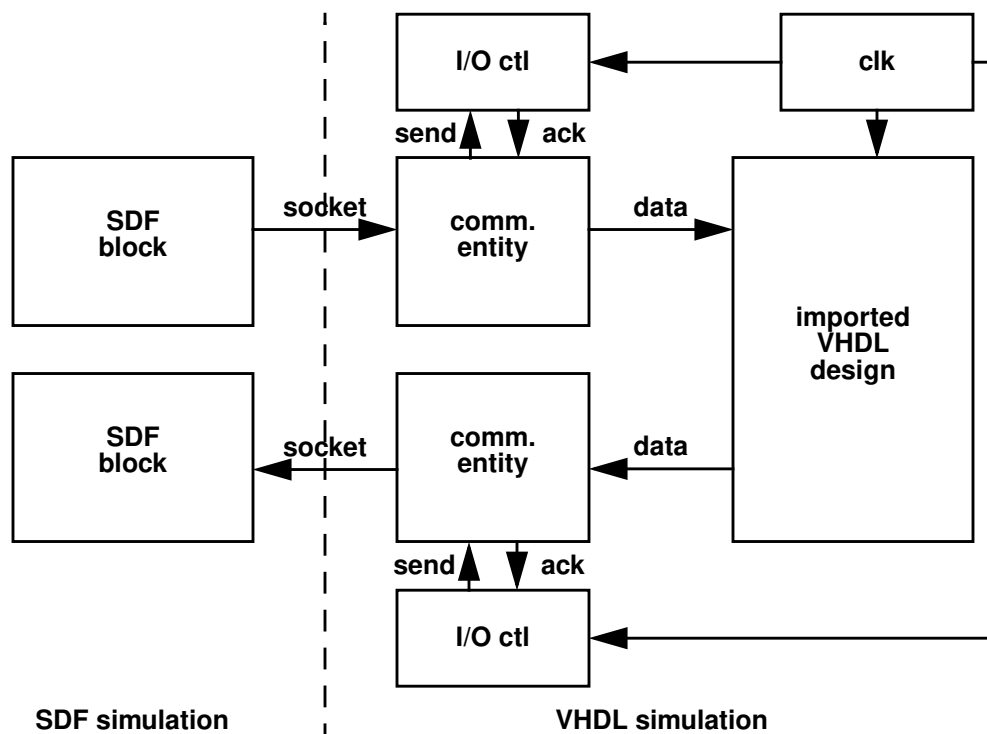 I/O ctl
clk
send
ack
SDF
block
socket
comm.
entity
data
imported
VHDL
design
SDF
block
socket
comm.
entity
data
send
ack
I/O ctl
SDF simulation
VHDL simulation